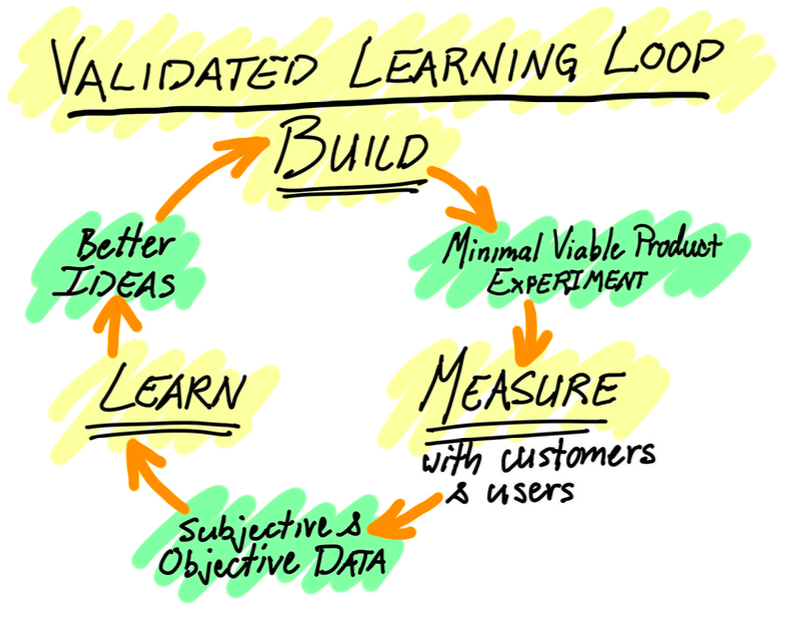 VALIDATED LEARNING LOOP
BUILD
Better
IDEAS
Minimal Viable Product
EXPERIMENT
LEARN
MEASURE
with customers
& users
Subjective &
Objective DATA